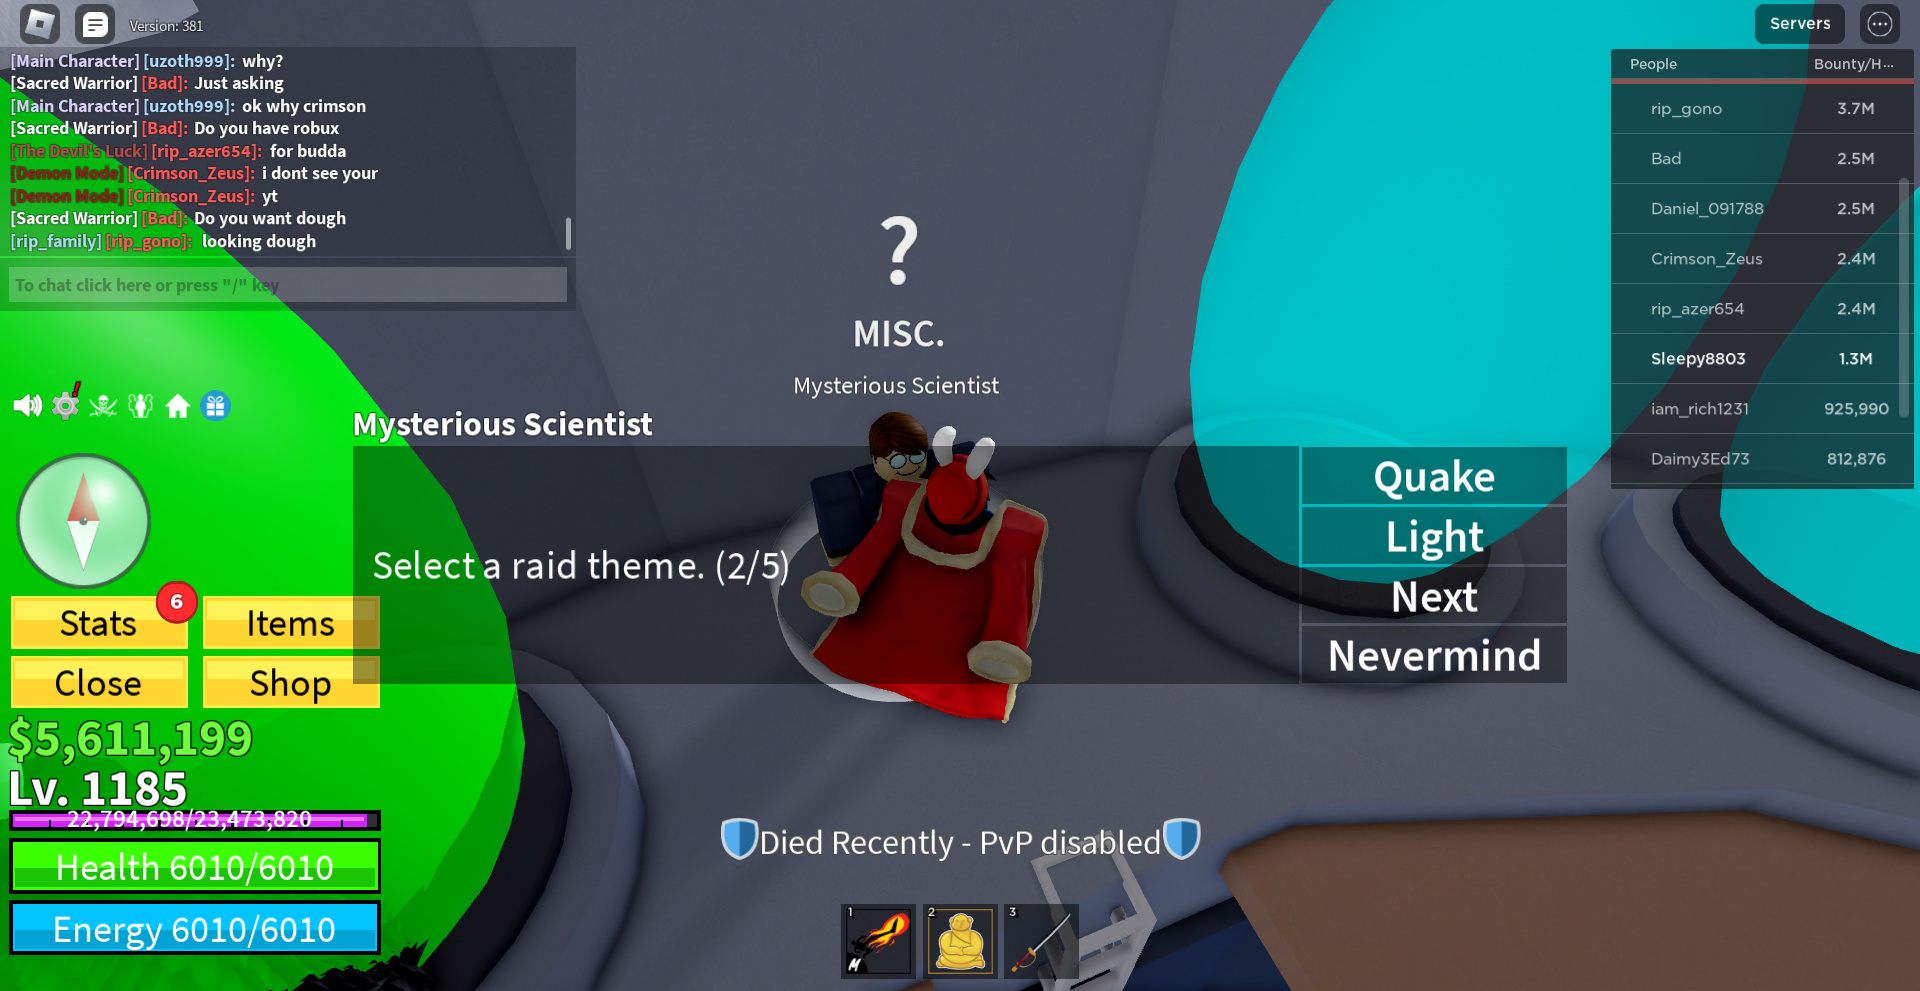 Version: 381
Servers
[Main Character] [uzoth999]: why?
[Sacred Warrior] [Bad]: Just asking
[Main Character] [uzoth999]: ok why crimson
[Sacred Warrior] [Bad]: Do you have robux
[The Devil's Luck] [rip_azer654]: for budda
[Demon Mode] [Crimson_Zeus]: i dont see your
[Demon Mode] [Crimson_Zeus]: yt
[Sacred Warrior] [Bad]: Do you want dough
[rip_family] [rip_gono]: looking dough
To chat click here or press "/" key
People Bounty/H...
rip_gono 3.7M
Bad 2.5M
Daniel_091788 2.5M
Crimson_Zeus 2.4M
rip_azer654 2.4M
Sleepy8803 1.3M
iam_rich1231 925,990
Daimy3Ed73 812,876
?
MISC.
Mysterious Scientist
Mysterious Scientist
Select a raid theme. (2/5)
Quake
Light
Next
Nevermind
6
Stats Items
Close Shop
$5,611,199
Lv. 1185
22,794,698/23,473,820
Health 6010/6010
Energy 6010/6010
Died Recently - PvP disabled
1 2 3
M